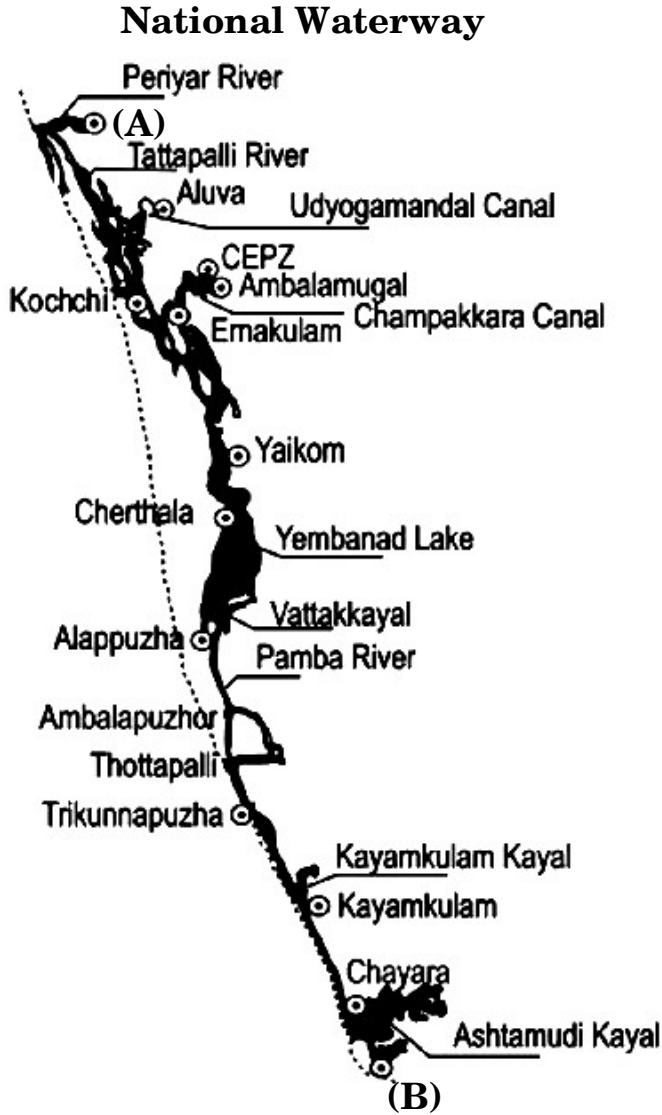 National Waterway
Periyar River
(A)
Tattapalli River
Aluva
Udyogamandal Canal
CEPZ
Ambalamugal
Kochchi
Champakkara Canal
Ernakulam
Yaikom
Cherthala
Yembanad Lake
Vattakkayal
Alappuzha
Pamba River
Ambalapuzhor
Thottapalli
Trikunnapuzha
Kayamkulam Kayal
Kayamkulam
Chayara
Ashtamudi Kayal
(B)